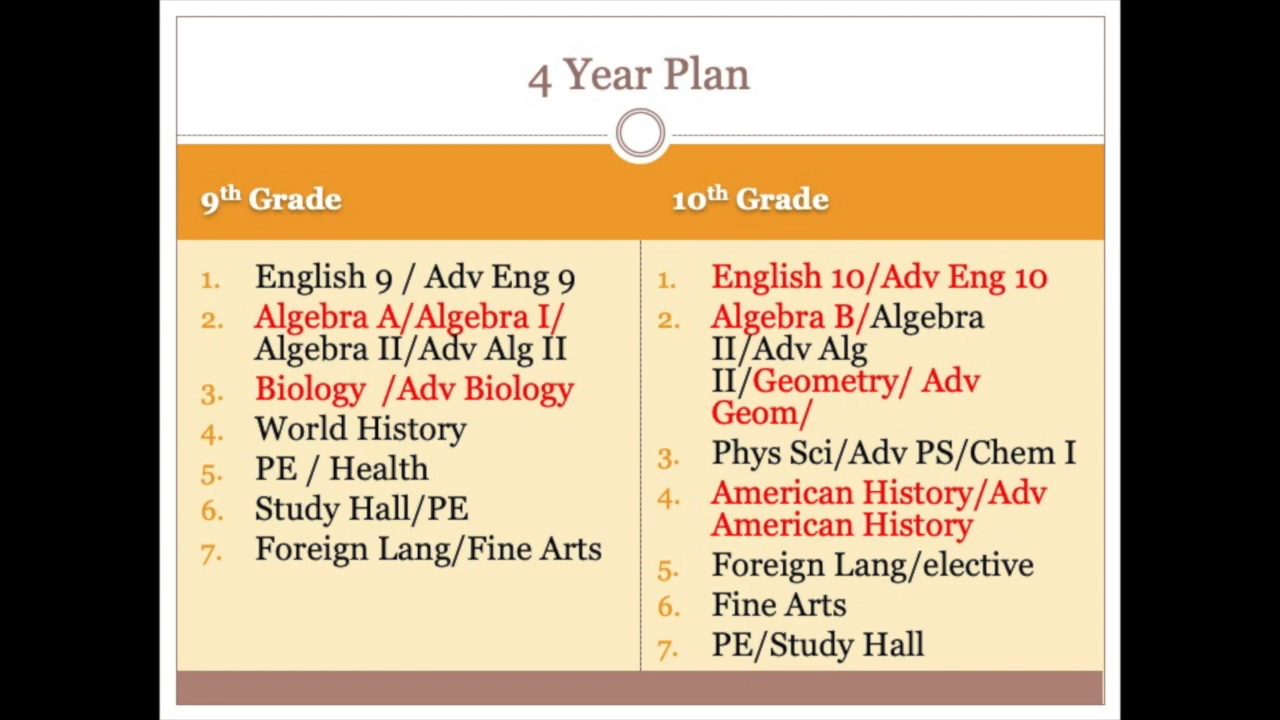 4 Year Plan
9th Grade
1. English 9 / Adv Eng 9
2. Algebra A/Algebra I/
Algebra II/Adv Alg II
3. Biology /Adv Biology
4. World History
5. PE / Health
6. Study Hall/PE
7. Foreign Lang/Fine Arts
10th Grade
1. English 10/Adv Eng 10
2. Algebra B/Algebra
II/Adv Alg
II/Geometry/ Adv
Geom/
3. Phys Sci/Adv PS/Chem I
4. American History/Adv
American History
5. Foreign Lang/elective
6. Fine Arts
7. PE/Study Hall